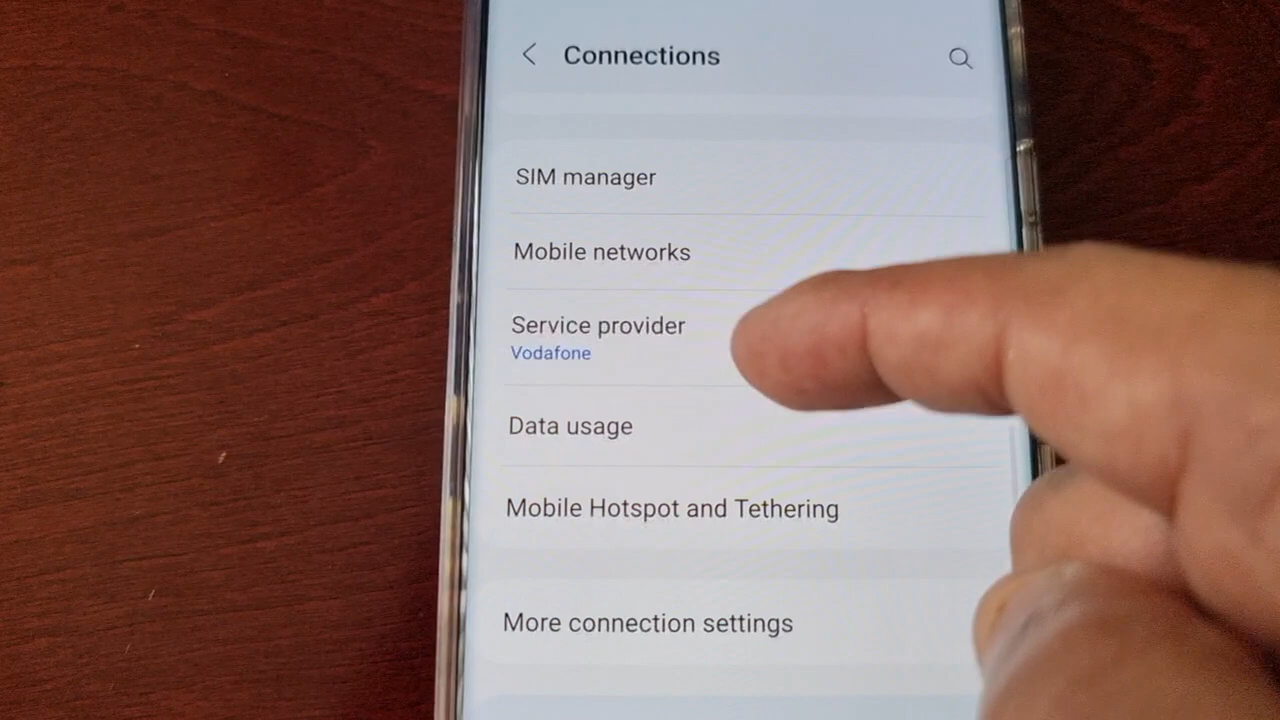 Connections
SIM manager
Mobile networks
Service provider
Vodafone
Data usage
Mobile Hotspot and Tethering
More connection settings